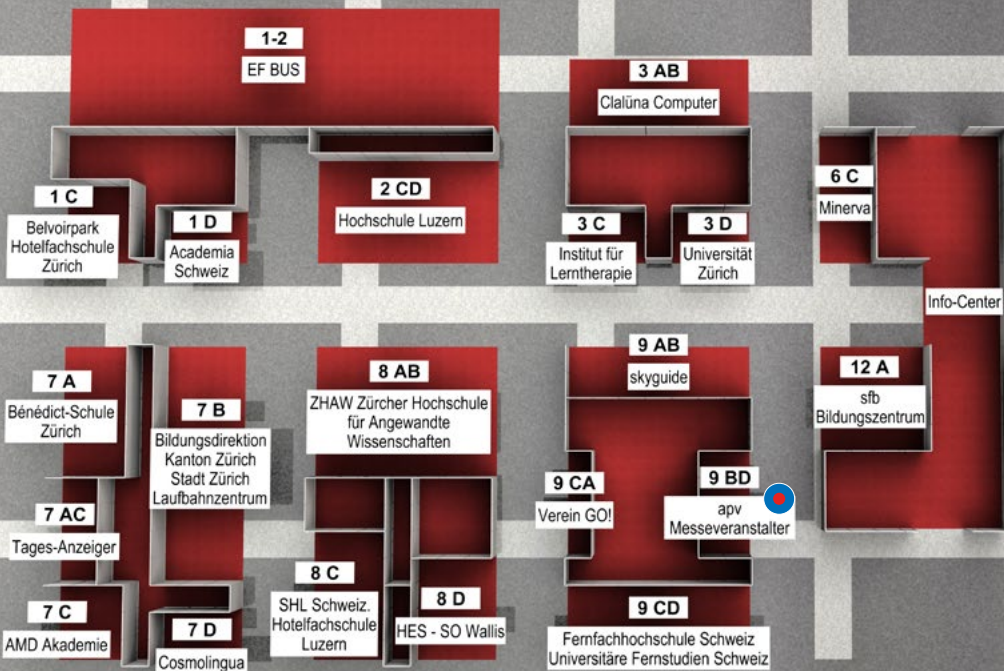 1-2
EF BUS
3 AB
Clalüna Computer
1 C
Belvoirpark
Hotelfachschule
Zürich
1 D
Academia
Schweiz
2 CD
Hochschule Luzern
3 C
Institut für
Lerntherapie
3 D
Universität
Zürich
6 C
Minerva
Info-Center
7 A
Bénédict-Schule
Zürich
7 B
Bildungsdirektion
Kanton Zürich
Stadt Zürich
Laufbahnzentrum
8 AB
ZHAW Zürcher Hochschule
für Angewandte
Wissenschaften
9 AB
skyguide
12 A
sfb
Bildungszentrum
7 AC
Tages-Anzeiger
9 CA
Verein GO!
9 BD
apv
Messeveranstalter
7 C
AMD Akademie
7 D
Cosmolingua
8 C
SHL Schweiz.
Hotelfachschule
Luzern
8 D
HES - SO Wallis
9 CD
Fernfachhochschule Schweiz
Universitäre Fernstudien Schweiz